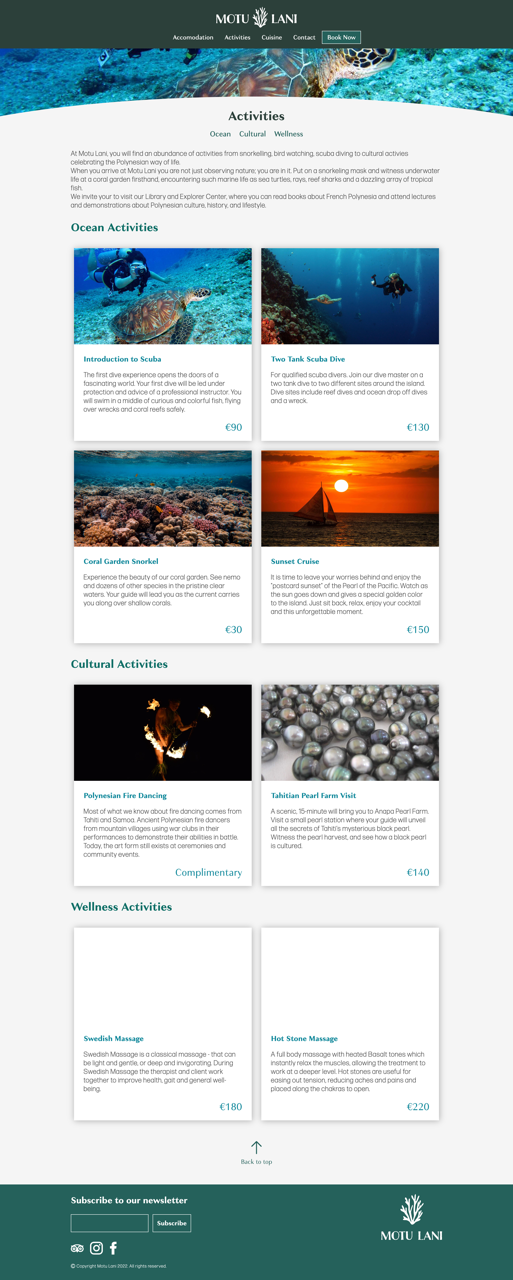 MOTU LANI
Accomodation Activities Cuisine Contact Book Now
Activities
Ocean Cultural Wellness
At Motu Lani, you will find an abundance of activities from snorkelling, bird watching, scuba diving to cultural activies
celebrating the Polynesian way of life.
When you arrive at Motu Lani you are not just observing nature; you are in it. Put on a snorkeling mask and witness underwater
life at a coral garden firsthand, encountering such marine life as sea turtles, rays, reef sharks and a dazzling array of tropical
fish.
We invite your to visit our Library and Explorer Center, where you can read books about French Polynesia and attend lectures
and demonstrations about Polynesian culture, history, and lifestyle.
Ocean Activities
Introduction to Scuba
The first dive experience opens the doors of a
fascinating world. Your first dive will be led under
protection and advice of a professional instructor. You
will swim in a middle of curious and colorful fish, flying
over wrecks and coral reefs safely.
€90
Two Tank Scuba Dive
For qualified scuba divers. Join our dive master on a
two tank dive to two different sites around the island.
Dive sites include reef dives and ocean drop off dives
and a wreck.
€130
Coral Garden Snorkel
Experience the beauty of our coral garden. See nemo
and dozens of other species in the pristine clear
waters. Your guide will lead you as the current carries
you along over shallow corals.
€30
Sunset Cruise
It is time to leave your worries behind and enjoy the
"postcard sunset" of the Pearl of the Pacific. Watch as
the sun goes down and gives a special golden color
to the island. Just sit back, relax, enjoy your cocktail
and this unforgettable moment.
€150
Cultural Activities
Polynesian Fire Dancing
Most of what we know about fire dancing comes from
Tahiti and Samoa. Ancient Polynesian fire dancers
from mountain villages using war clubs in their
performances to demonstrate their abilities in battle.
Today, the art form still exists at ceremonies and
community events.
Complimentary
Tahitian Pearl Farm Visit
A scenic, 15-minute will bring you to Anapa Pearl Farm.
Visit a small pearl station where your guide will unveil
all the secrets of Tahiti's mysterious black pearl.
Witness the pearl harvest, and see how a black pearl
is cultured.
€140
Wellness Activities
Swedish Massage
Swedish Massage is a classical massage - that can
be light and gentle, or deep and invigorating. During
Swedish Massage the therapist and client work
together to improve health, gait and general well-
being.
€180
Hot Stone Massage
A full body massage with heated Basalt tones which
instantly relax the muscles, allowing the treatment to
work at a deeper level. Hot stones are useful for
easing out tension, reducing aches and pains and
placed along the chakras to open.
€220
Back to top
Subscribe to our newsletter
Subscribe
MOTU LANI
© Copyright Motu Lani 2022. All rights reserved.